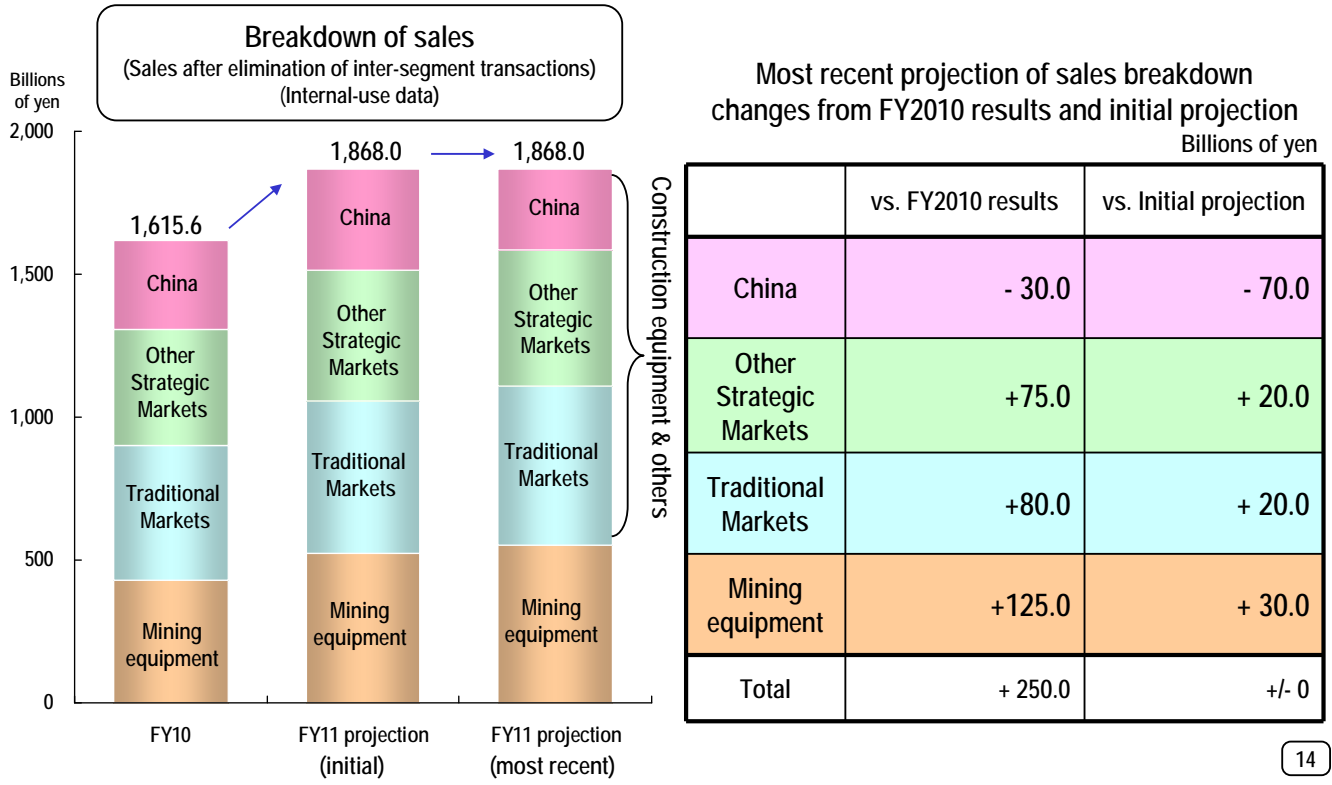 Breakdown of sales
(Sales after elimination of inter-segment transactions)
(Internal-use data)
Billions
of yen
2,000
1,500
1,000
500
0
1,615.6
1,868.0
1,868.0
China
Other
Strategic
Markets
Traditional
Markets
Mining
equipment
China
Other
Strategic
Markets
Traditional
Markets
Mining
equipment
China
Other
Strategic
Markets
Traditional
Markets
Mining
equipment
Construction equipment & others
FY10
FY11 projection
(initial)
FY11 projection
(most recent)
Most recent projection of sales breakdown
changes from FY2010 results and initial projection
Billions of yen
vs. FY2010 results vs. Initial projection
China - 30.0 - 70.0
Other
Strategic
Markets
+75.0 + 20.0
Traditional
Markets
+80.0 + 20.0
Mining
equipment
+125.0 + 30.0
Total + 250.0 +/- 0
14